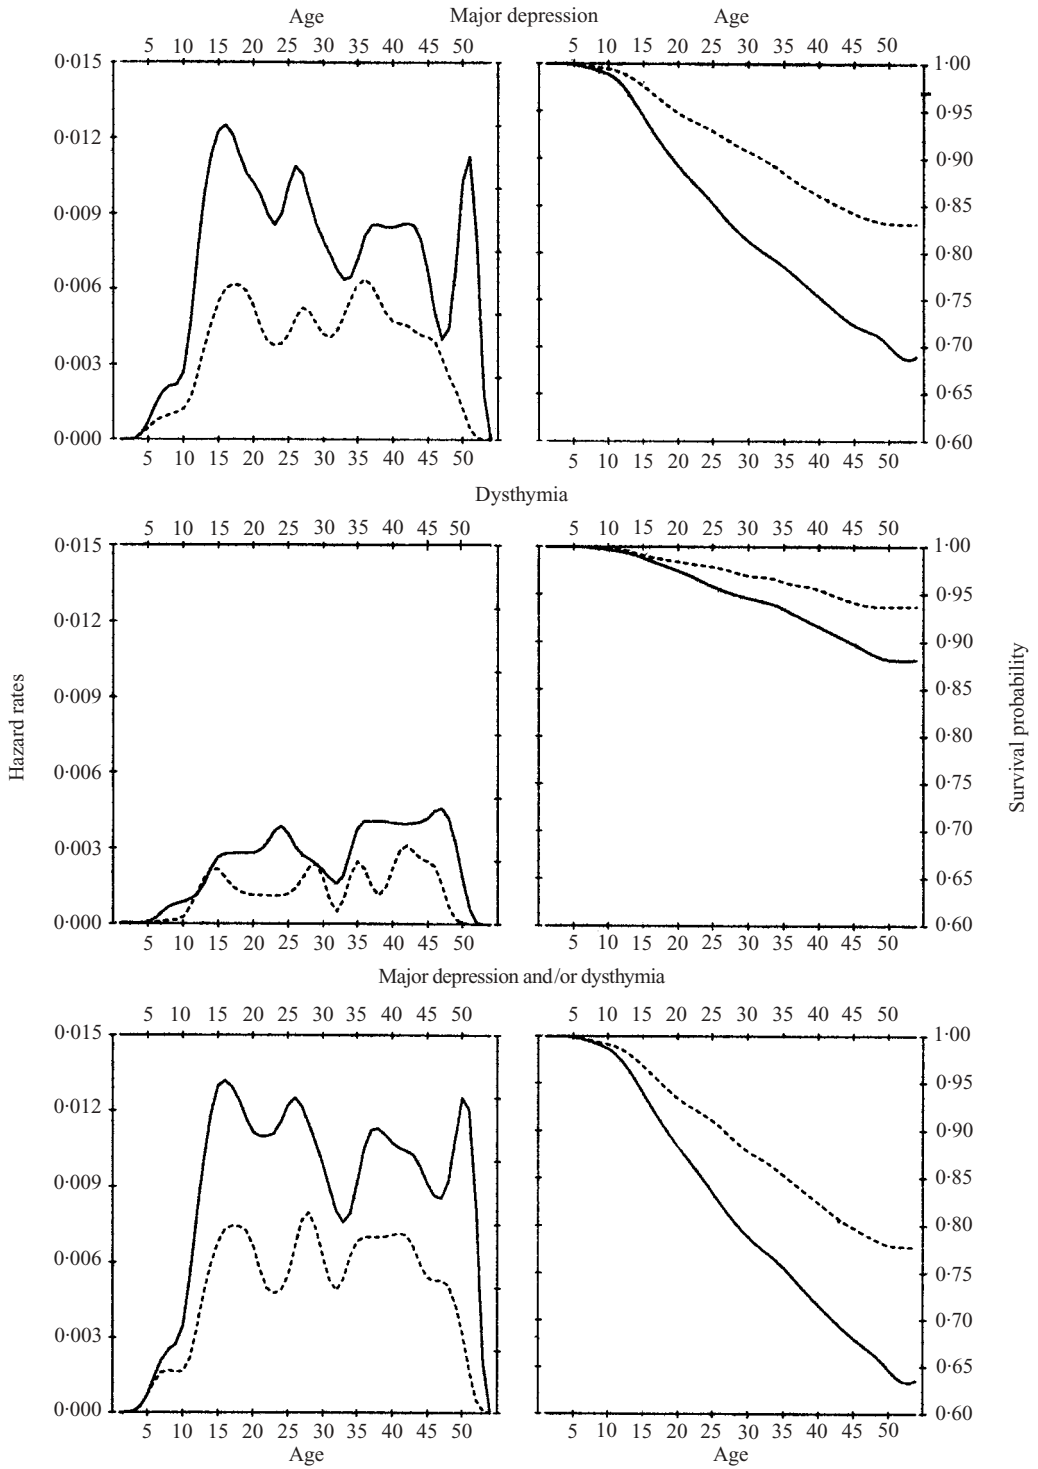 Age Major depression Age
5 10 15 20 25 30 35 40 45 50 5 10 15 20 25 30 35 40 45 50
0·015 1·00
0·012 0·95
0·009 0·90
0·006 0·85
0·003 0·80
0·000 0·75
0·70
0·65
0·60
5 10 15 20 25 30 35 40 45 50 5 10 15 20 25 30 35 40 45 50
Dysthymia
5 10 15 20 25 30 35 40 45 50 5 10 15 20 25 30 35 40 45 50
0·015 1·00
0·012 0·95
0·009 0·90
0·006 0·85
0·003 0·80
0·000 0·75
0·70
0·65
0·60
Hazard rates
Survival probability
5 10 15 20 25 30 35 40 45 50 5 10 15 20 25 30 35 40 45 50
Major depression and/or dysthymia
5 10 15 20 25 30 35 40 45 50 5 10 15 20 25 30 35 40 45 50
0·015 1·00
0·012 0·95
0·009 0·90
0·006 0·85
0·003 0·80
0·000 0·75
0·70
0·65
0·60
5 10 15 20 25 30 35 40 45 50 5 10 15 20 25 30 35 40 45 50
Age Age